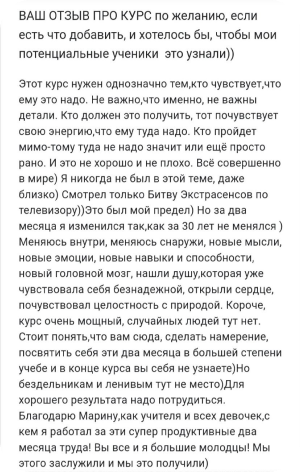 ВАШ ОТЗЫВ ПРО КУРС по желанию, если
есть что добавить, и хотелось бы, чтобы мои
потенциальные ученики  это узнали))
Этот курс нужен однозначно тем,кто чувствует,что
ему это надо. Не важно,что именно, не важны
детали. Кто должен это получить, тот почувствует
свою энергию,что ему туда надо. Кто пройдет
мимо-тому туда не надо значит или ещё просто
рано. И это не хорошо и не плохо. Всё совершенно
в мире) Я никогда не был в этой теме, даже
близко) Смотрел только Битву Экстрасенсов по
телевизору))Это был мой предел) Но за два
месяца я изменился так,как за 30 лет не менялся )
Меняюсь внутри, меняюсь снаружи, новые мысли,
новые эмоции, новые навыки и способности,
новый головной мозг, нашли душу,которая уже
чувствовала себя безнадежной, открыли сердце,
почувствовал целостность с природой. Короче,
курс очень мощный, случайных людей тут нет.
Стоит понять,что вам сюда, сделать намерение,
посвятить себя эти два месяца в большей степени
учебе и в конце курса вы себя не узнаете)Но
бездельникам и ленивым тут не место)Для
хорошего результата надо потрудиться.
Благодарю Марину,как учителя и всех девочек,с
кем я работал за эти супер продуктивные два
месяца труда! Вы все и я большие молодцы! Мы
этого заслужили и мы это получили)